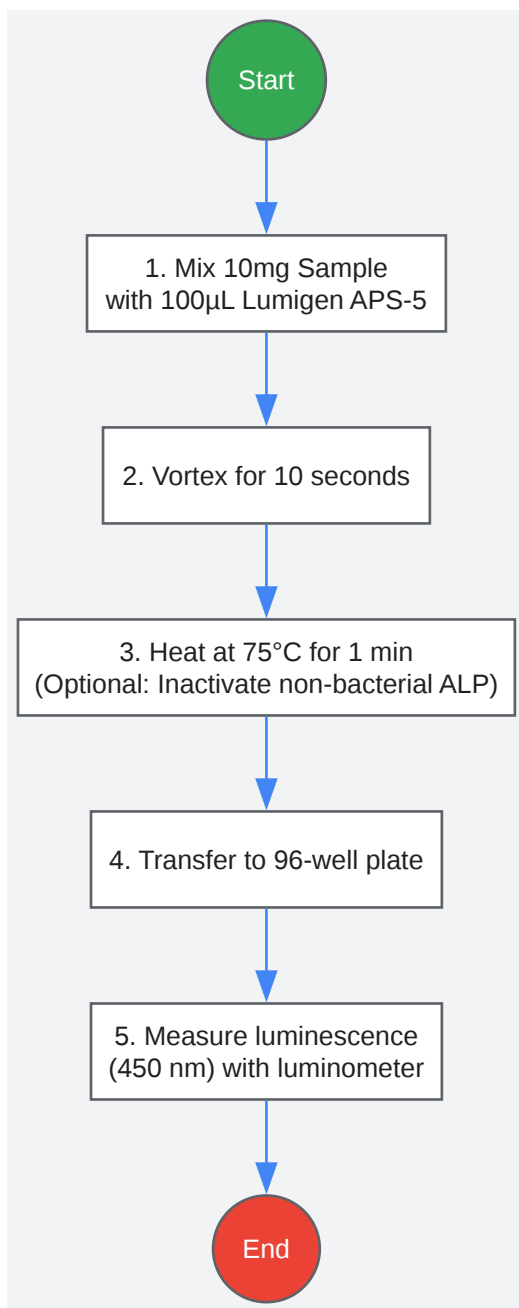 Start
1. Mix 10mg Sample
with 100µL Lumigen APS-5
2. Vortex for 10 seconds
3. Heat at 75°C for 1 min
(Optional: Inactivate non-bacterial ALP)
4. Transfer to 96-well plate
5. Measure luminescence
(450 nm) with luminometer
End